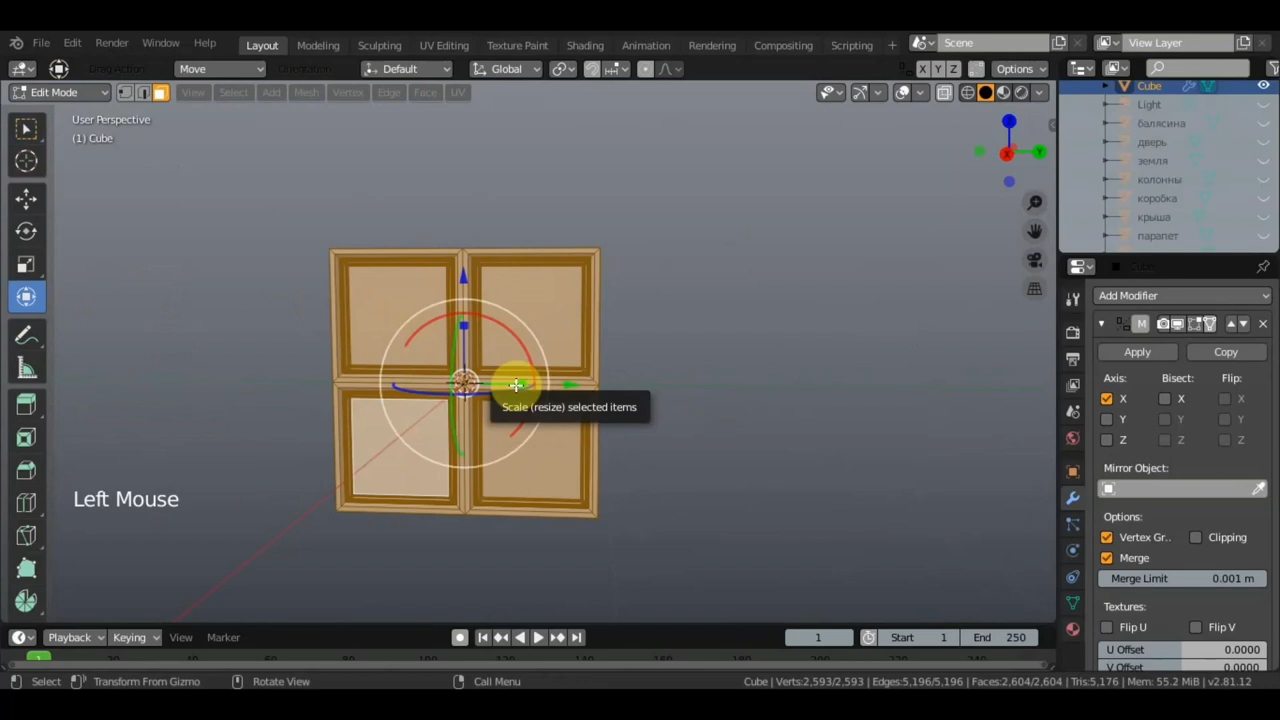 File Edit Render Window Help Layout Modeling Sculpting UV Editing Texture Paint Shading Animation Rendering Compositing Scripting Scene View Layer
Drag Action Move Orientation Default Global X Y Z Options
Edit Mode View Select Add Mesh Vertex Edge Face UV
Cube
Light
балясина
дверь
земля
колонны
коробка
крыша
парапет
User Perspective
(1) Cube
X
Y
Scale (resize) selected items
Left Mouse
Cube
Add Modifier
M
Apply Copy
Axis: Bisect: Flip:
X X X
Y Y Y
Z Z Z
Mirror Object:
Options:
Vertex Gr.. Clipping
Merge
Merge Limit 0.001 m
Textures:
Flip U Flip V
U Offset 0.0000
V Offset 0.0000
Playback Keying View Marker 1 Start 1 End 250
1
Select Transform From Gizmo Rotate View Call Menu Cube | Verts:2,593/2,593 | Edges:5,196/5,196 | Faces:2,604/2,604 | Tris:5,176 | Mem: 55.2 MiB | v2.81.12